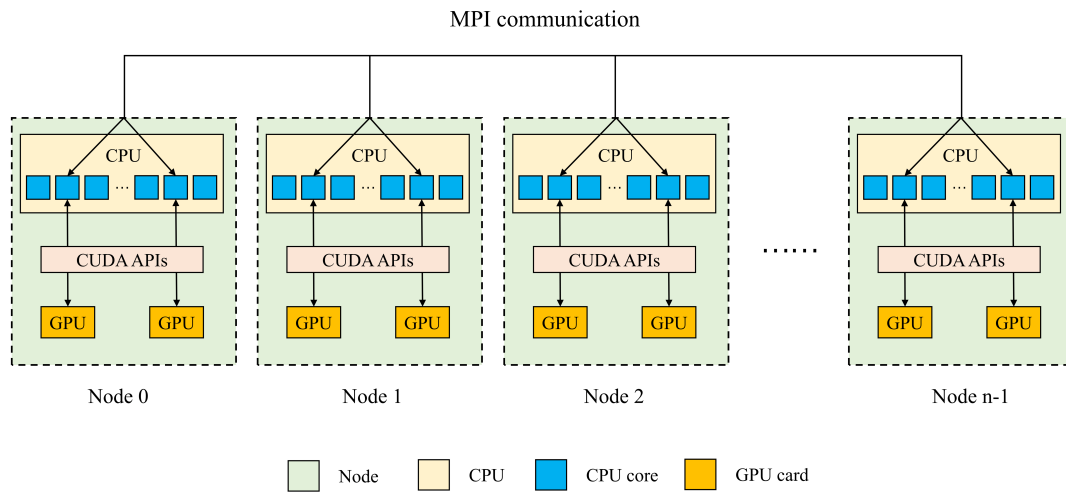 MPI communication
CPU CPU CPU CPU
... ... ... ...
......
CUDA APIs CUDA APIs CUDA APIs CUDA APIs
GPU GPU GPU GPU GPU GPU GPU GPU
Node 0 Node 1 Node 2 Node n-1
Node CPU CPU core GPU card